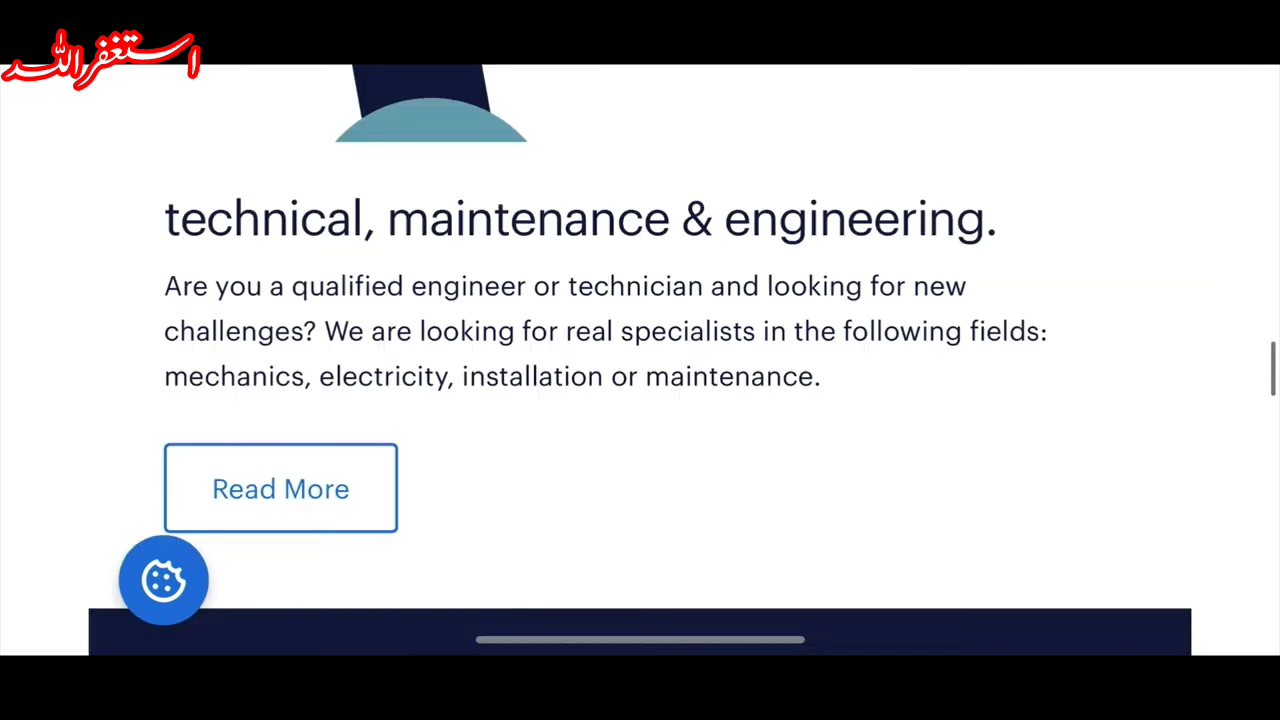 استغفرالله
technical, maintenance & engineering.
Are you a qualified engineer or technician and looking for new
challenges? We are looking for real specialists in the following fields:
mechanics, electricity, installation or maintenance.
Read More